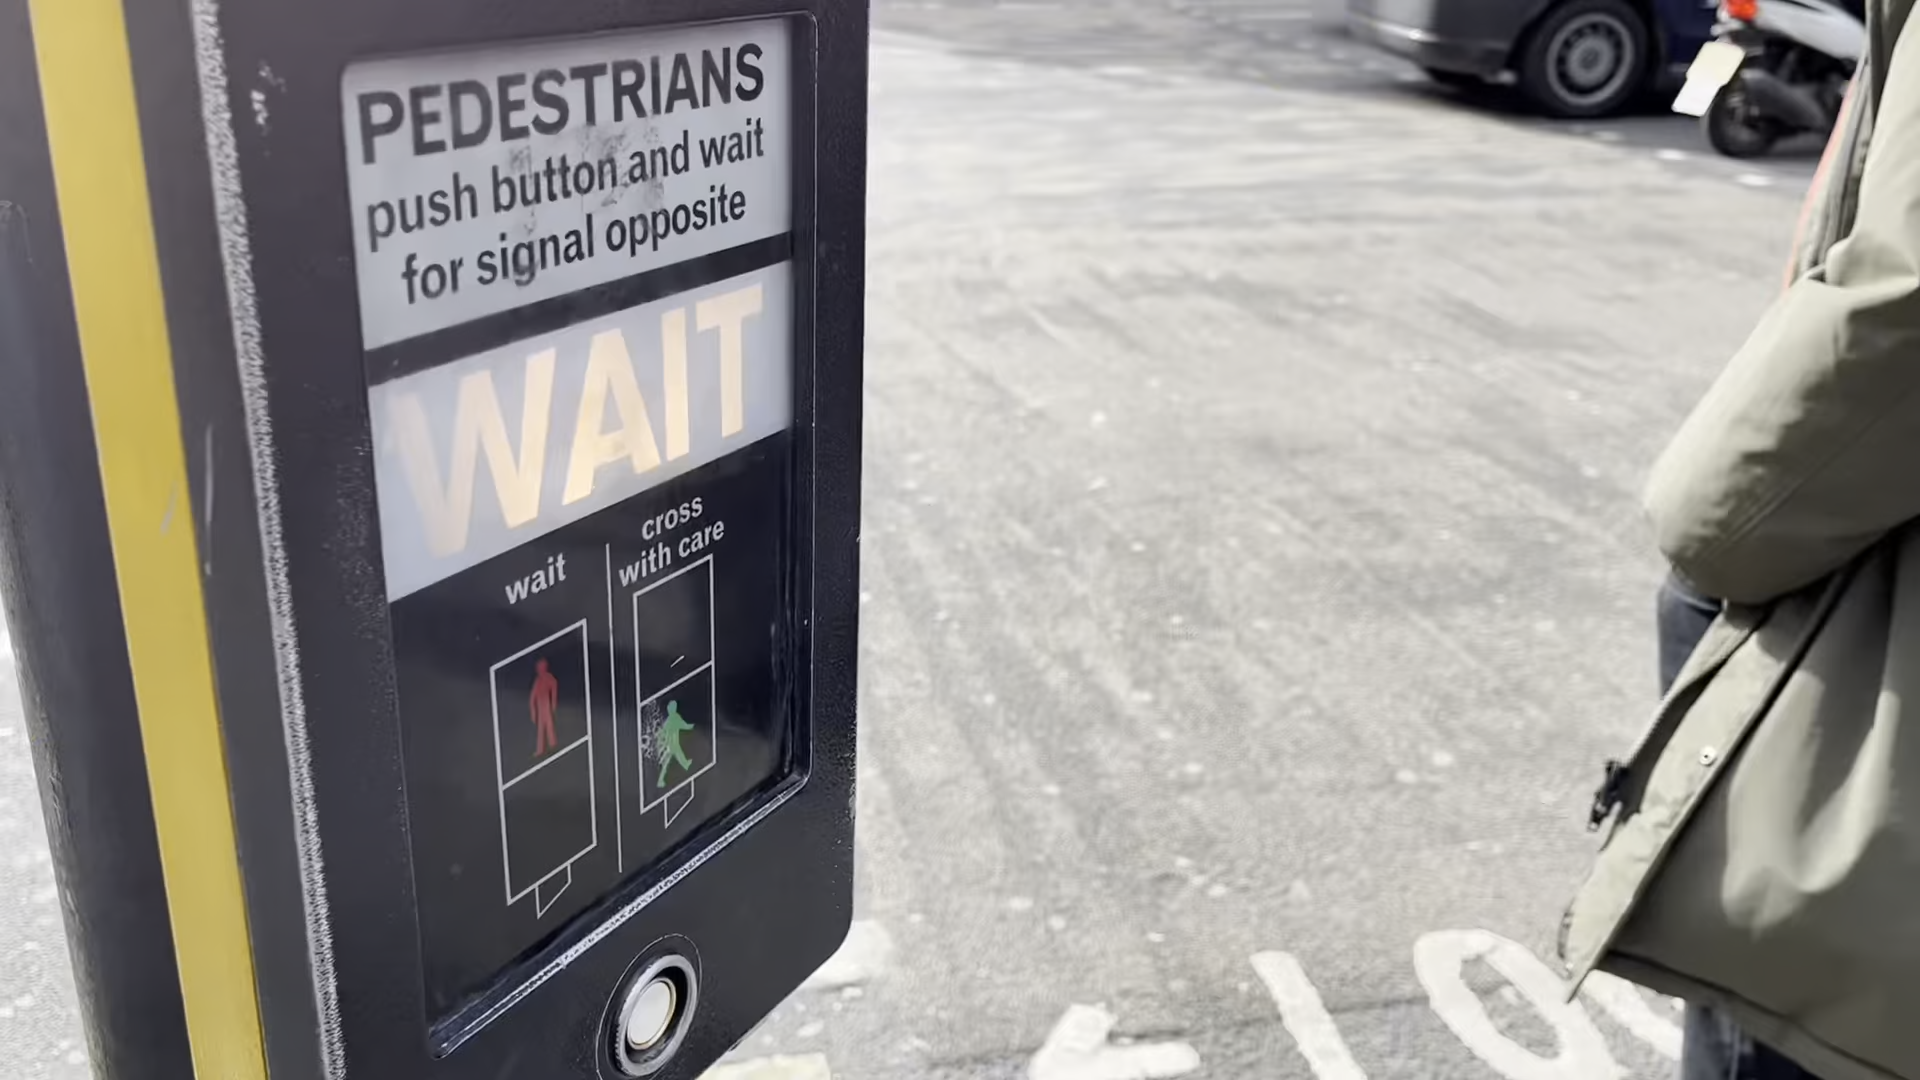 PEDESTRIANS
push button and wait
for signal opposite
WAIT
wait
cross
with care